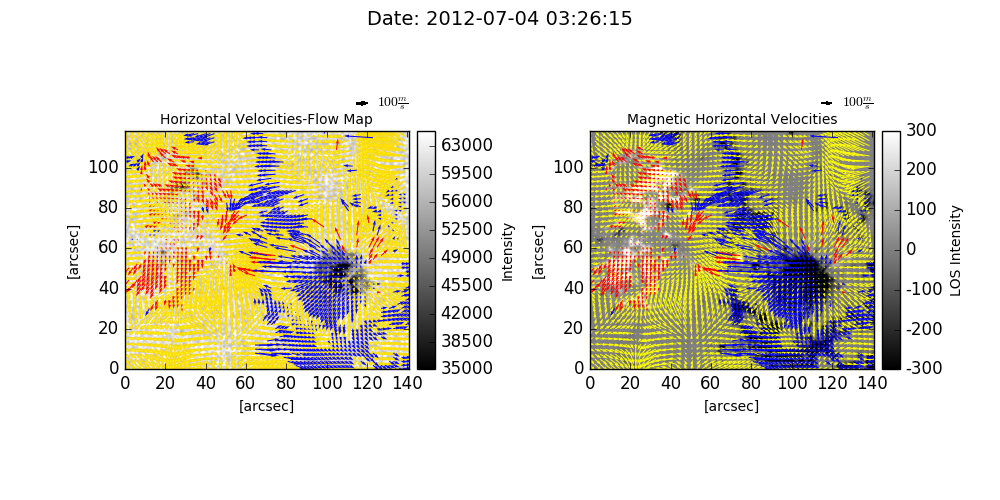 Date: 2012-07-04 03:26:15
100 m/s
100 m/s
Horizontal Velocities-Flow Map
Magnetic Horizontal Velocities
[arcsec]
100
80
60
40
20
0
0 20 40 60 80 100 120 140
[arcsec]
63000
59500
56000
52500
49000
45500
42000
38500
35000
Intensity
[arcsec]
100
80
60
40
20
0
0 20 40 60 80 100 120 140
[arcsec]
300
200
100
0
-100
-200
-300
LOS Intensity